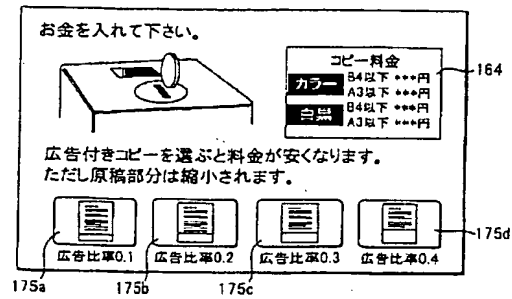 お金を入れて下さい。
コピー料金
164
カラー B4以下 ***円
A3以下 ***円
白黒 B4以下 ***円
A3以下 ***円
広告付きコピーを選ぶと料金が安くなります。
ただし原稿部分は縮小されます。
175d
広告比率0.1 広告比率0.2 広告比率0.3 広告比率0.4
175a 175b 175c